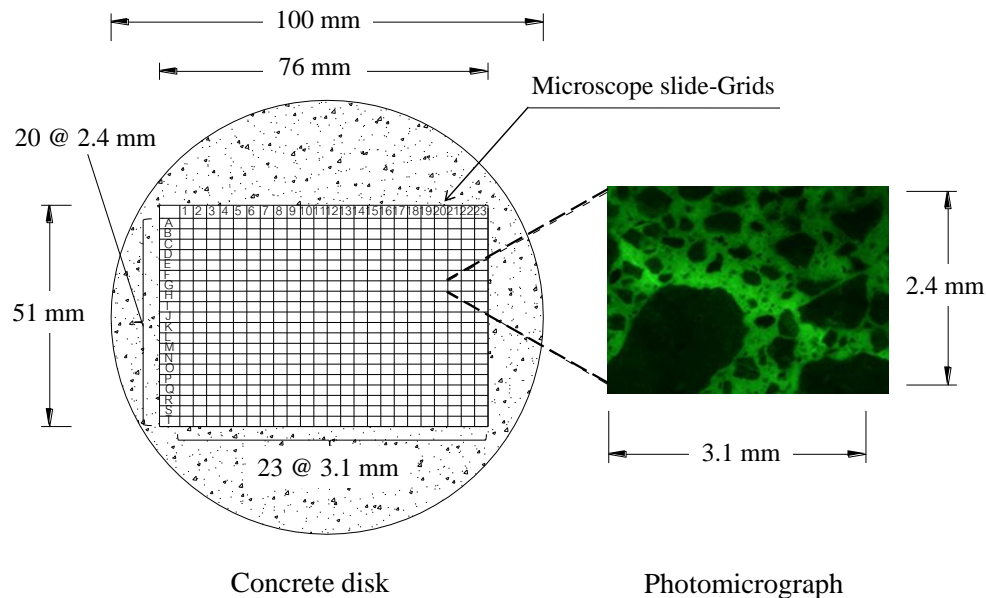 100 mm
76 mm
Microscope slide-Grids
20 @ 2.4 mm
1 2 3 4 5 6 7 8 9 10 11 12 13 14 15 16 17 18 19 20 21 22 23
A
B
C
D
E
F
G
H
J
K
L
M
N
O
P
Q
R
S
T
51 mm
2.4 mm
3.1 mm
23 @ 3.1 mm
Concrete disk
Photomicrograph